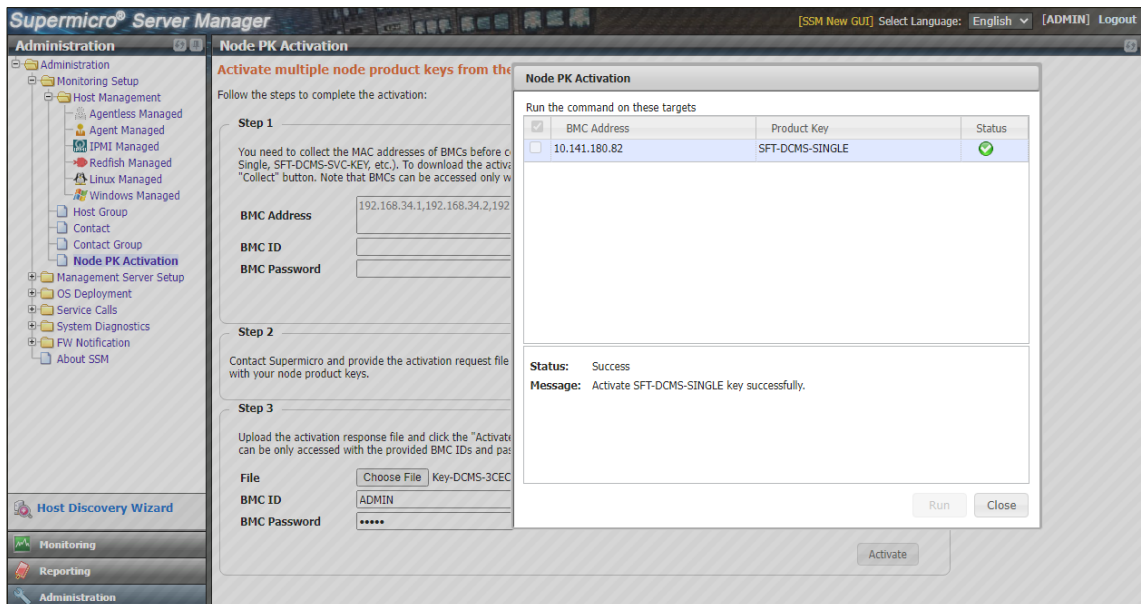 Supermicro® Server Manager
[SSM New GUI] Select Language: English [ADMIN] Logout
Administration
Administration
Monitoring Setup
Host Management
Agentless Managed
Agent Managed
IPMI Managed
Redfish Managed
Linux Managed
Windows Managed
Host Group
Contact
Contact Group
Node PK Activation
Management Server Setup
OS Deployment
Service Calls
System Diagnostics
FW Notification
About SSM
Host Discovery Wizard
Monitoring
Reporting
Administration
Node PK Activation
Activate multiple node product keys from the
Follow the steps to complete the activation:
Step 1
You need to collect the MAC addresses of BMCs before c
Single, SFT-DCMS-SVC-KEY, etc.). To download the activa
"Collect" button. Note that BMCs can be accessed only w
BMC Address 192.168.34.1,192.168.34.2,192
BMC ID
BMC Password
Step 2
Contact Supermicro and provide the activation request file
with your node product keys.
Step 3
Upload the activation response file and click the "Activate
can be only accessed with the provided BMC IDs and pas
File Choose File Key-DCMS-3CEC
BMC ID ADMIN
BMC Password •••••
Activate
Node PK Activation
Run the command on these targets
BMC Address Product Key Status
10.141.180.82 SFT-DCMS-SINGLE
Status: Success
Message: Activate SFT-DCMS-SINGLE key successfully.
Run Close